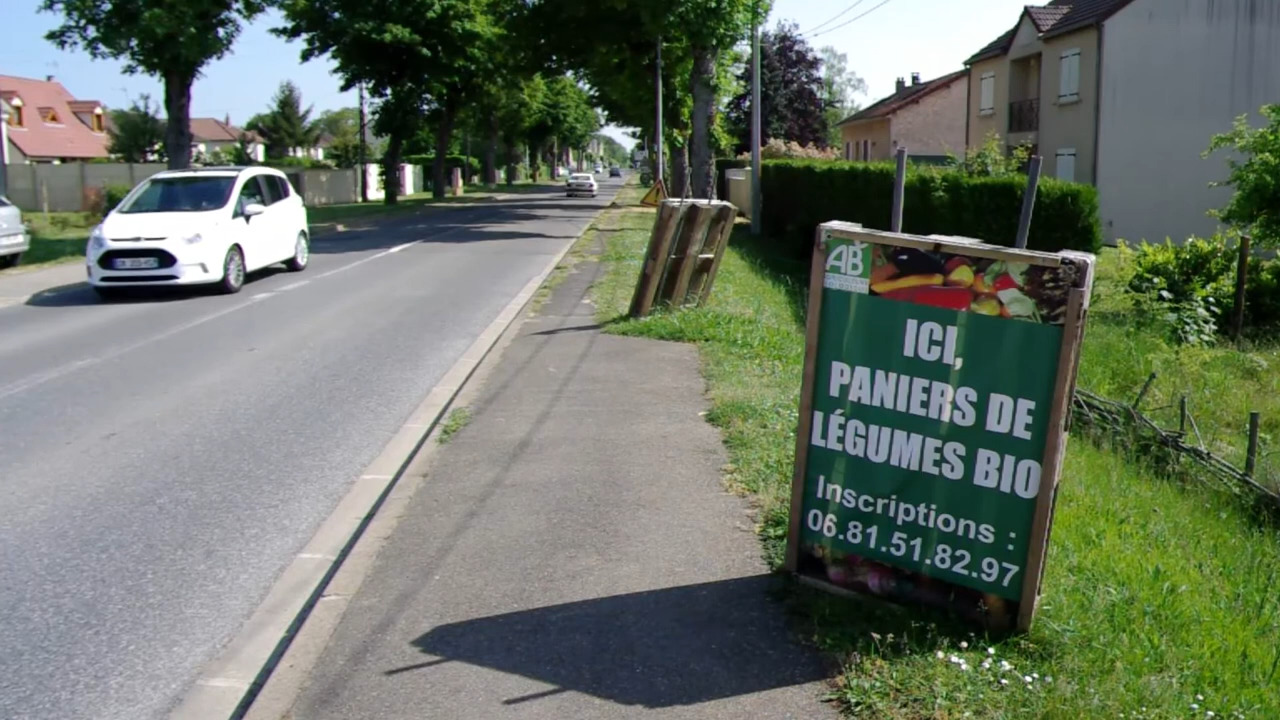 AB
ICI,
PANIERS DE
LÉGUMES BIO
Inscriptions :
06.81.51.82.97